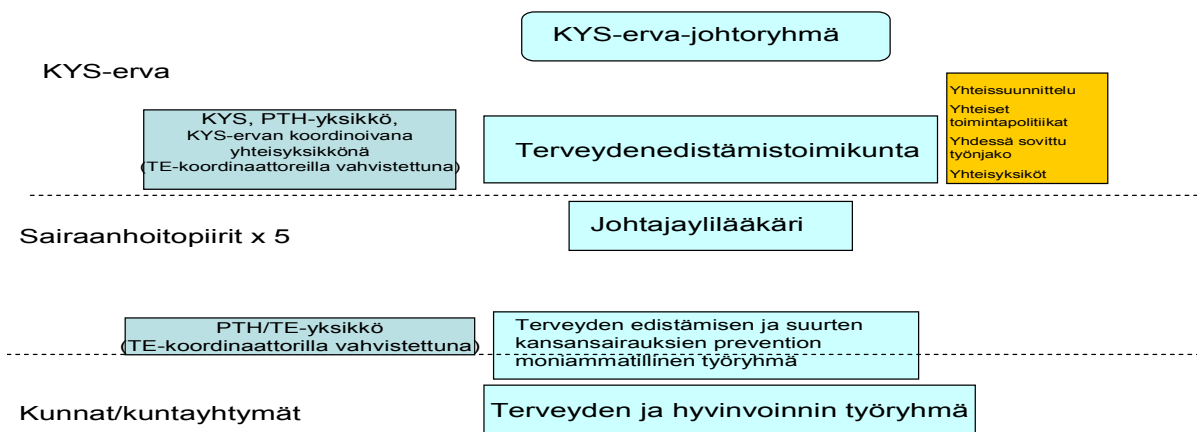 KYS-erva-johtoryhmä
KYS-erva
KYS, PTH-yksikkö,
KYS-ervan koordinoivana
yhteisyksikkönä
(TE-koordinaattoreilla vahvistettuna)
Terveydenedistämistoimikunta
Yhteissuunnittelu
Yhteiset
toimintapolitiikat
Yhdessä sovittu
työnjako
Yhteisyksiköt
Sairaanhoitopiirit x 5
Johtajaylilääkäri
PTH/TE-yksikkö
(TE-koordinaattorilla vahvistettuna)
Terveyden edistämisen ja suurten
kansansairauksien prevention
moniammatillinen työryhmä
Kunnat/kuntayhtymät
Terveyden ja hyvinvoinnin työryhmä